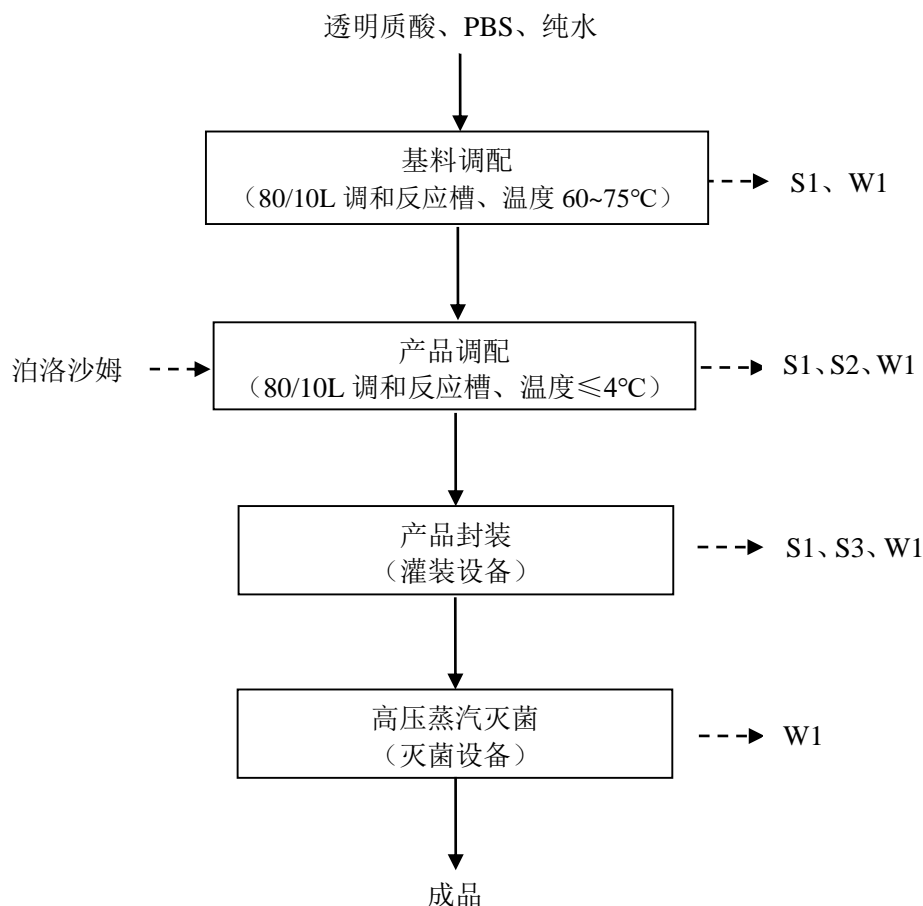 透明质酸、PBS、纯水
基料调配
（80/10L 调和反应槽、温度 60~75℃）
S1、W1
泊洛沙姆
产品调配
（80/10L 调和反应槽、温度≤4℃）
S1、S2、W1
产品封装
（灌装设备）
S1、S3、W1
高压蒸汽灭菌
（灭菌设备）
W1
成品